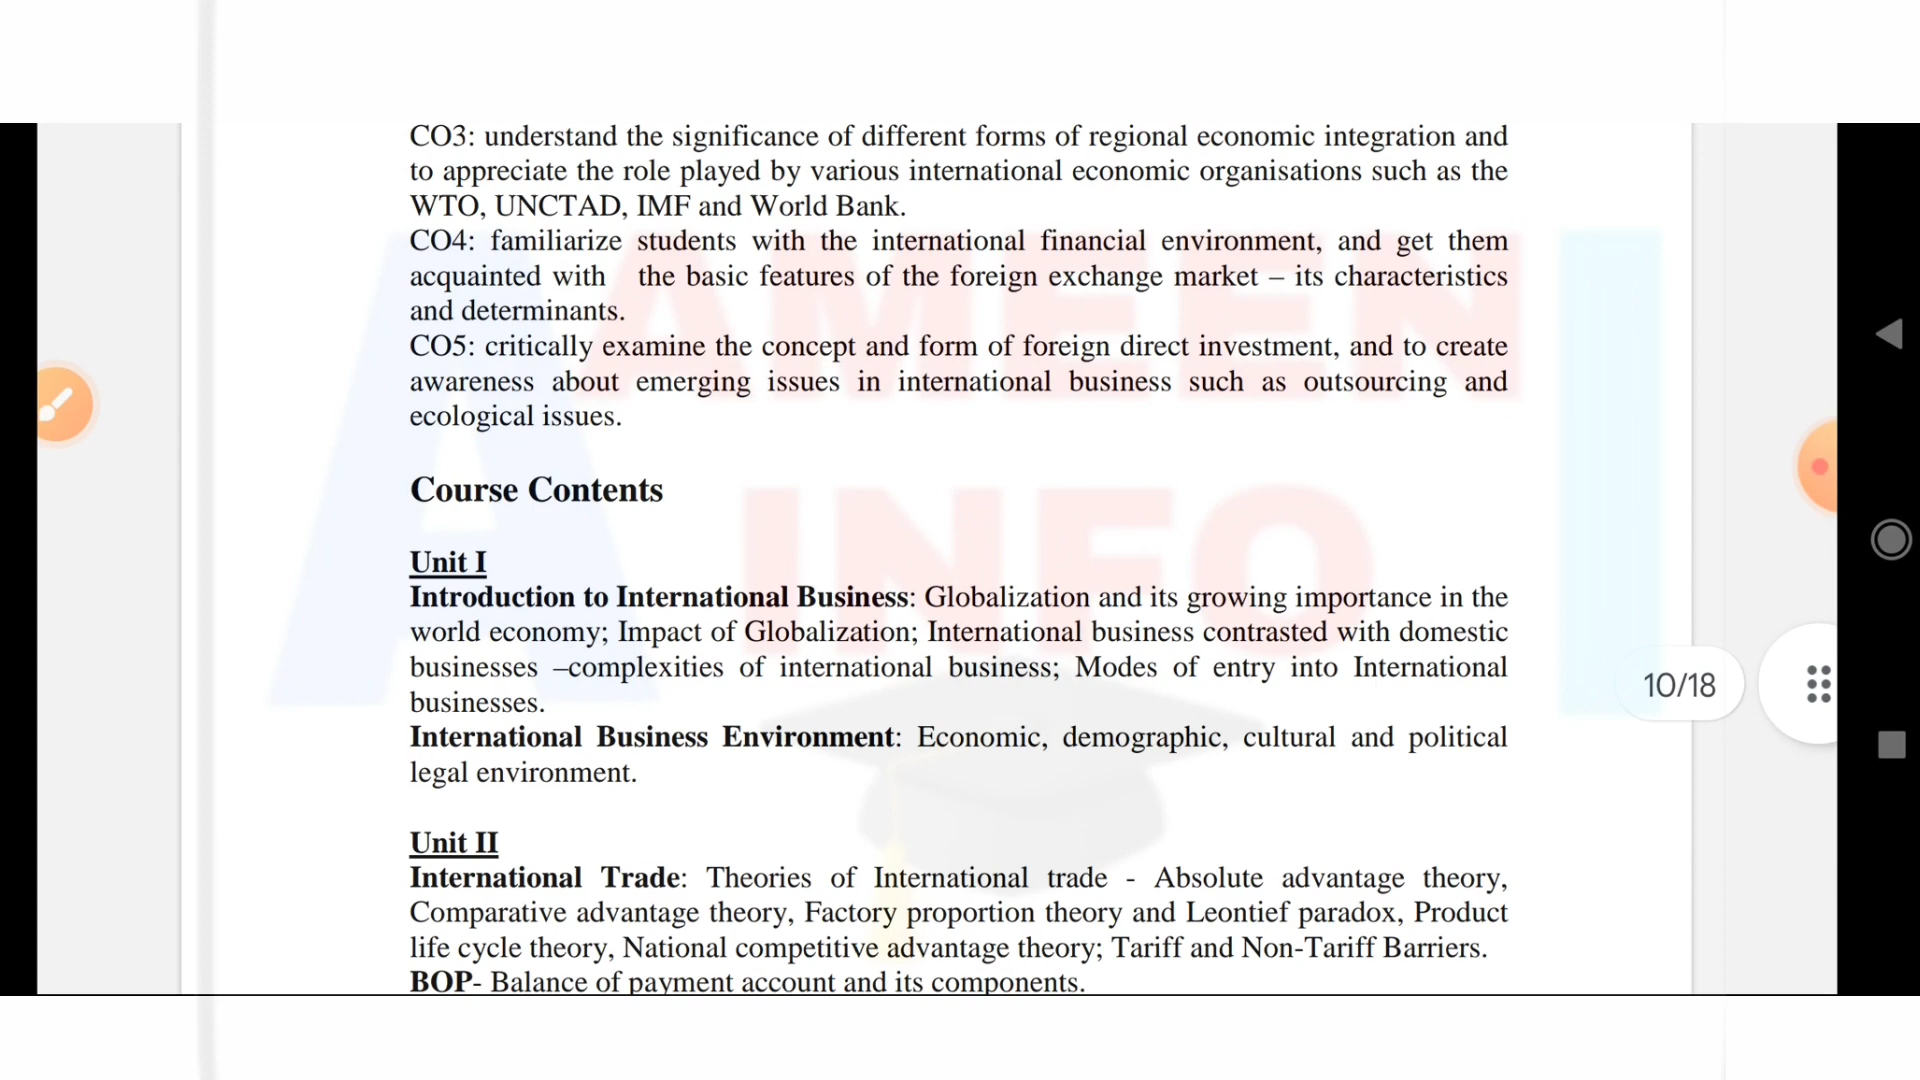 CO3: understand the significance of different forms of regional economic integration and
to appreciate the role played by various international economic organisations such as the
WTO, UNCTAD, IMF and World Bank.
CO4: familiarize students with the international financial environment, and get them
acquainted with the basic features of the foreign exchange market – its characteristics
and determinants.
CO5: critically examine the concept and form of foreign direct investment, and to create
awareness about emerging issues in international business such as outsourcing and
ecological issues.
Course Contents
Unit I
Introduction to International Business: Globalization and its growing importance in the
world economy; Impact of Globalization; International business contrasted with domestic
businesses –complexities of international business; Modes of entry into International
businesses.
International Business Environment: Economic, demographic, cultural and political
legal environment.
Unit II
International Trade: Theories of International trade - Absolute advantage theory,
Comparative advantage theory, Factory proportion theory and Leontief paradox, Product
life cycle theory, National competitive advantage theory; Tariff and Non-Tariff Barriers.
BOP- Balance of payment account and its components.
10/18
AMEEN
INFO